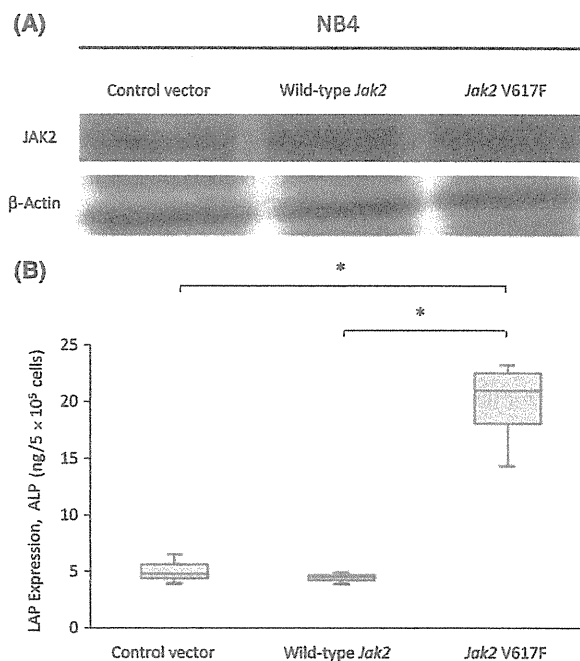 (A)
NB4
Control vector Wild-type Jak2 Jak2 V617F
JAK2
β-Actin
(B)
* 
*
25
20
15
10
5
0
LAP Expression, ALP (ng/5 × 10⁵ cells)
Control vector Wild-type Jak2 Jak2 V617F